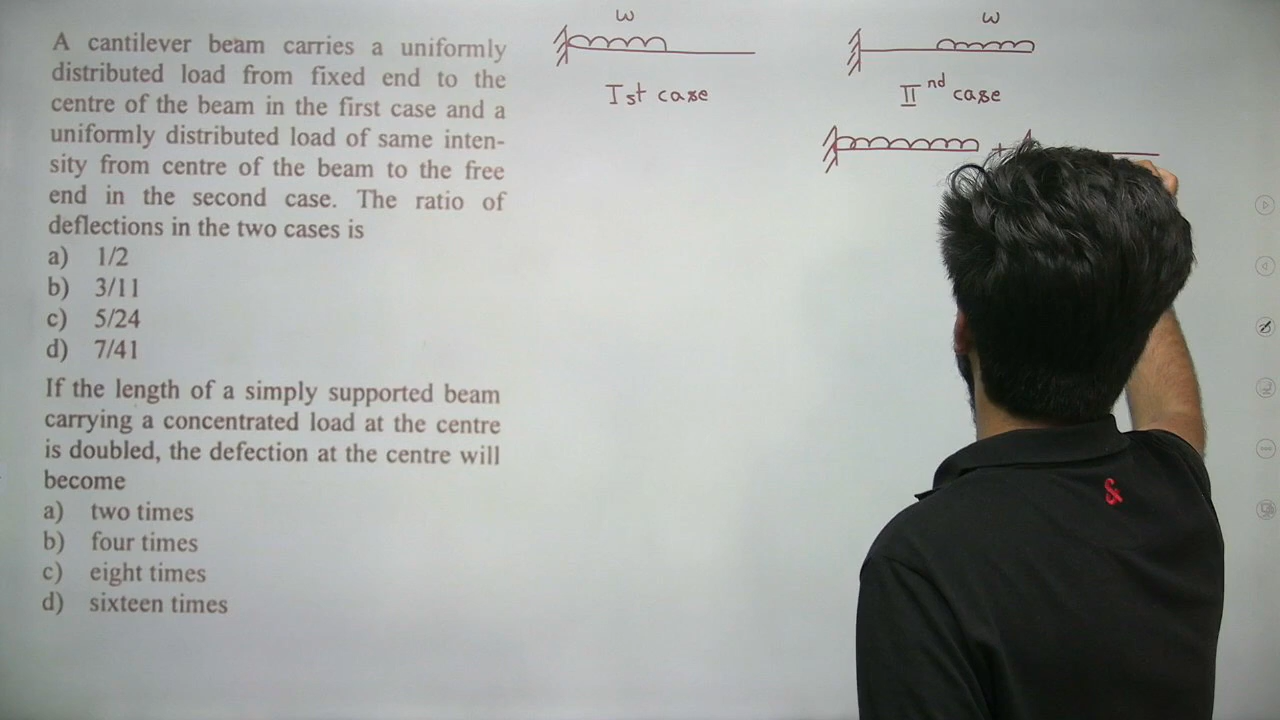 A cantilever beam carries a uniformly
distributed load from fixed end to the
centre of the beam in the first case and a
uniformly distributed load of same inten-
sity from centre of the beam to the free
end in the second case. The ratio of
deflections in the two cases is
a) 1/2
b) 3/11
c) 5/24
d) 7/41
If the length of a simply supported beam
carrying a concentrated load at the centre
is doubled, the defection at the centre will
become
a) two times
b) four times
c) eight times
d) sixteen times
ω
Ist case
ω
IInd case
+
&